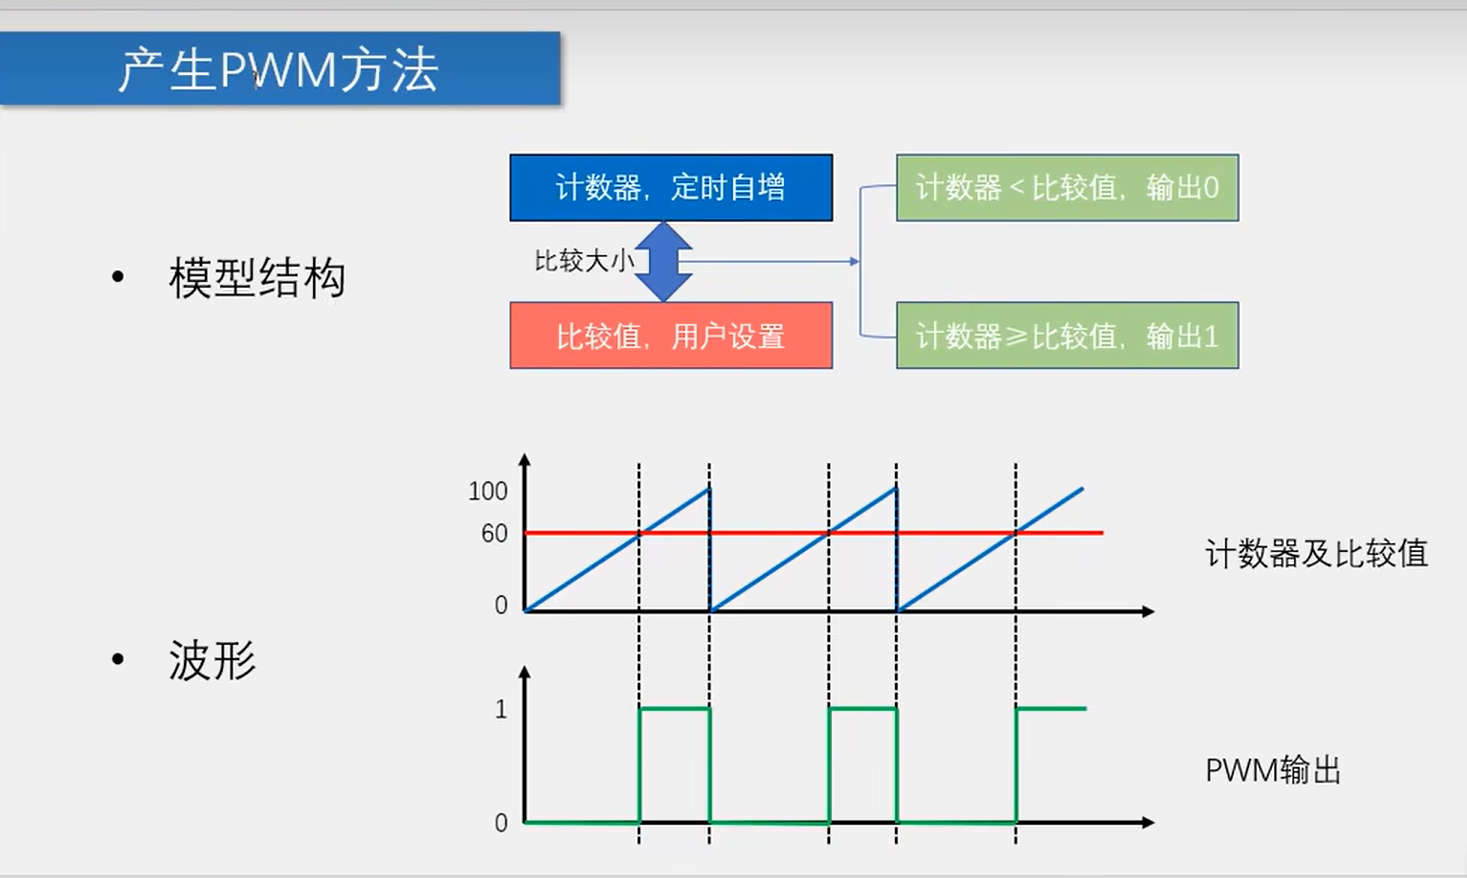 产生PWM方法
• 模型结构
计数器，定时自增
比较大小
比较值，用户设置
计数器 < 比较值，输出0
计数器≥比较值，输出1
• 波形
100
60
0
计数器及比较值
1
0
PWM输出